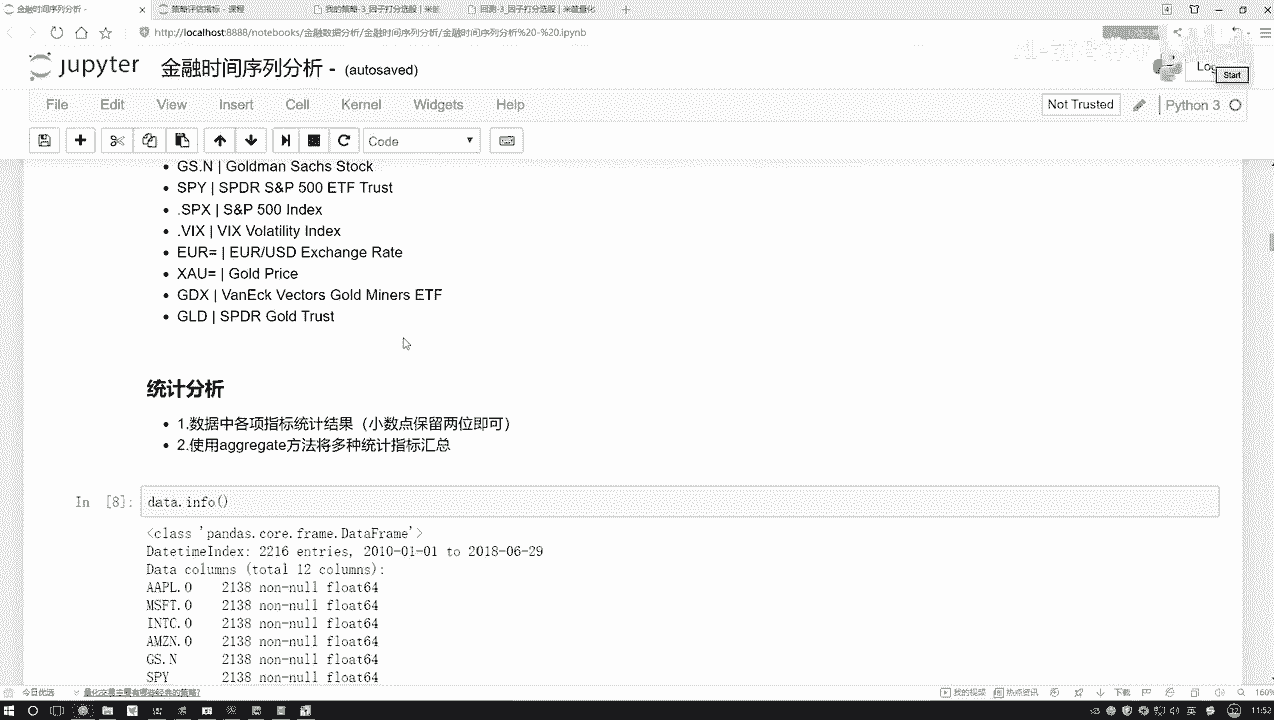 金融时间序列分析 -
策略评估指标 - 课程
我的策略-3_因子打分选股 | 米
回测-3_因子打分选股 | 米筐量化
http://localhost:8888/notebooks/金融数据分析/金融时间序列分析/金融时间序列分析%20-%20.ipynb
jupyter 金融时间序列分析 - (autosaved)
Start
File Edit View Insert Cell Kernel Widgets Help
Not Trusted
Python 3
Code
GS.N | Goldman Sachs Stock
SPY | SPDR S&P 500 ETF Trust
.SPX | S&P 500 Index
.VIX | VIX Volatility Index
EUR= | EUR/USD Exchange Rate
XAU= | Gold Price
GDX | VanEck Vectors Gold Miners ETF
GLD | SPDR Gold Trust
统计分析
1.数据中各项指标统计结果（小数点保留两位即可）
2.使用aggregate方法将多种统计指标汇总
In [8]: data.info()
<class 'pandas.core.frame.DataFrame'>
DatetimeIndex: 2216 entries, 2010-01-01 to 2018-06-29
Data columns (total 12 columns):
AAPL.O 2138 non-null float64
MSFT.O 2138 non-null float64
INTC.O 2138 non-null float64
AMZN.O 2138 non-null float64
GS.N 2138 non-null float64
SPY 2138 non-null float64
今日优选
量化交易主要有哪些经典的策略?
我的视频
热点资讯
下载
160%
英
11:52